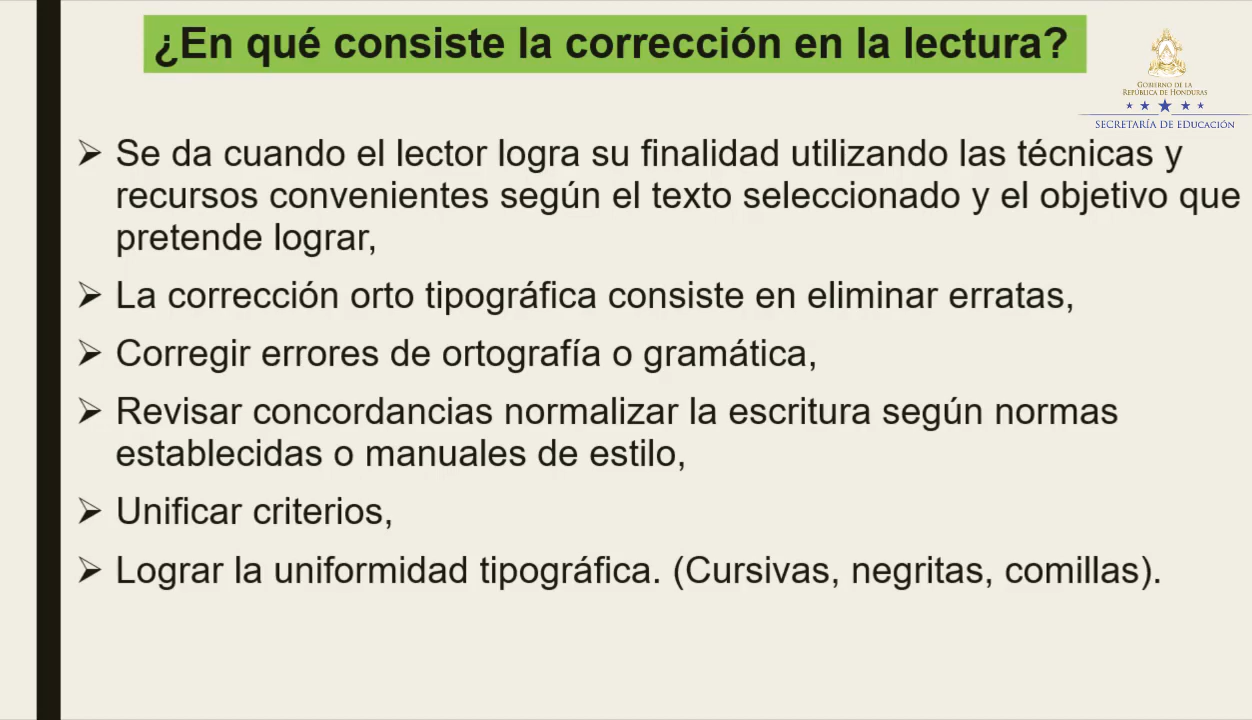 ¿En qué consiste la corrección en la lectura?
GOBIERNO DE LA
REPÚBLICA DE HONDURAS
SECRETARÍA DE EDUCACIÓN
➢ Se da cuando el lector logra su finalidad utilizando las técnicas y
recursos convenientes según el texto seleccionado y el objetivo que
pretende lograr,
➢ La corrección orto tipográfica consiste en eliminar erratas,
➢ Corregir errores de ortografía o gramática,
➢ Revisar concordancias normalizar la escritura según normas
establecidas o manuales de estilo,
➢ Unificar criterios,
➢ Lograr la uniformidad tipográfica. (Cursivas, negritas, comillas).